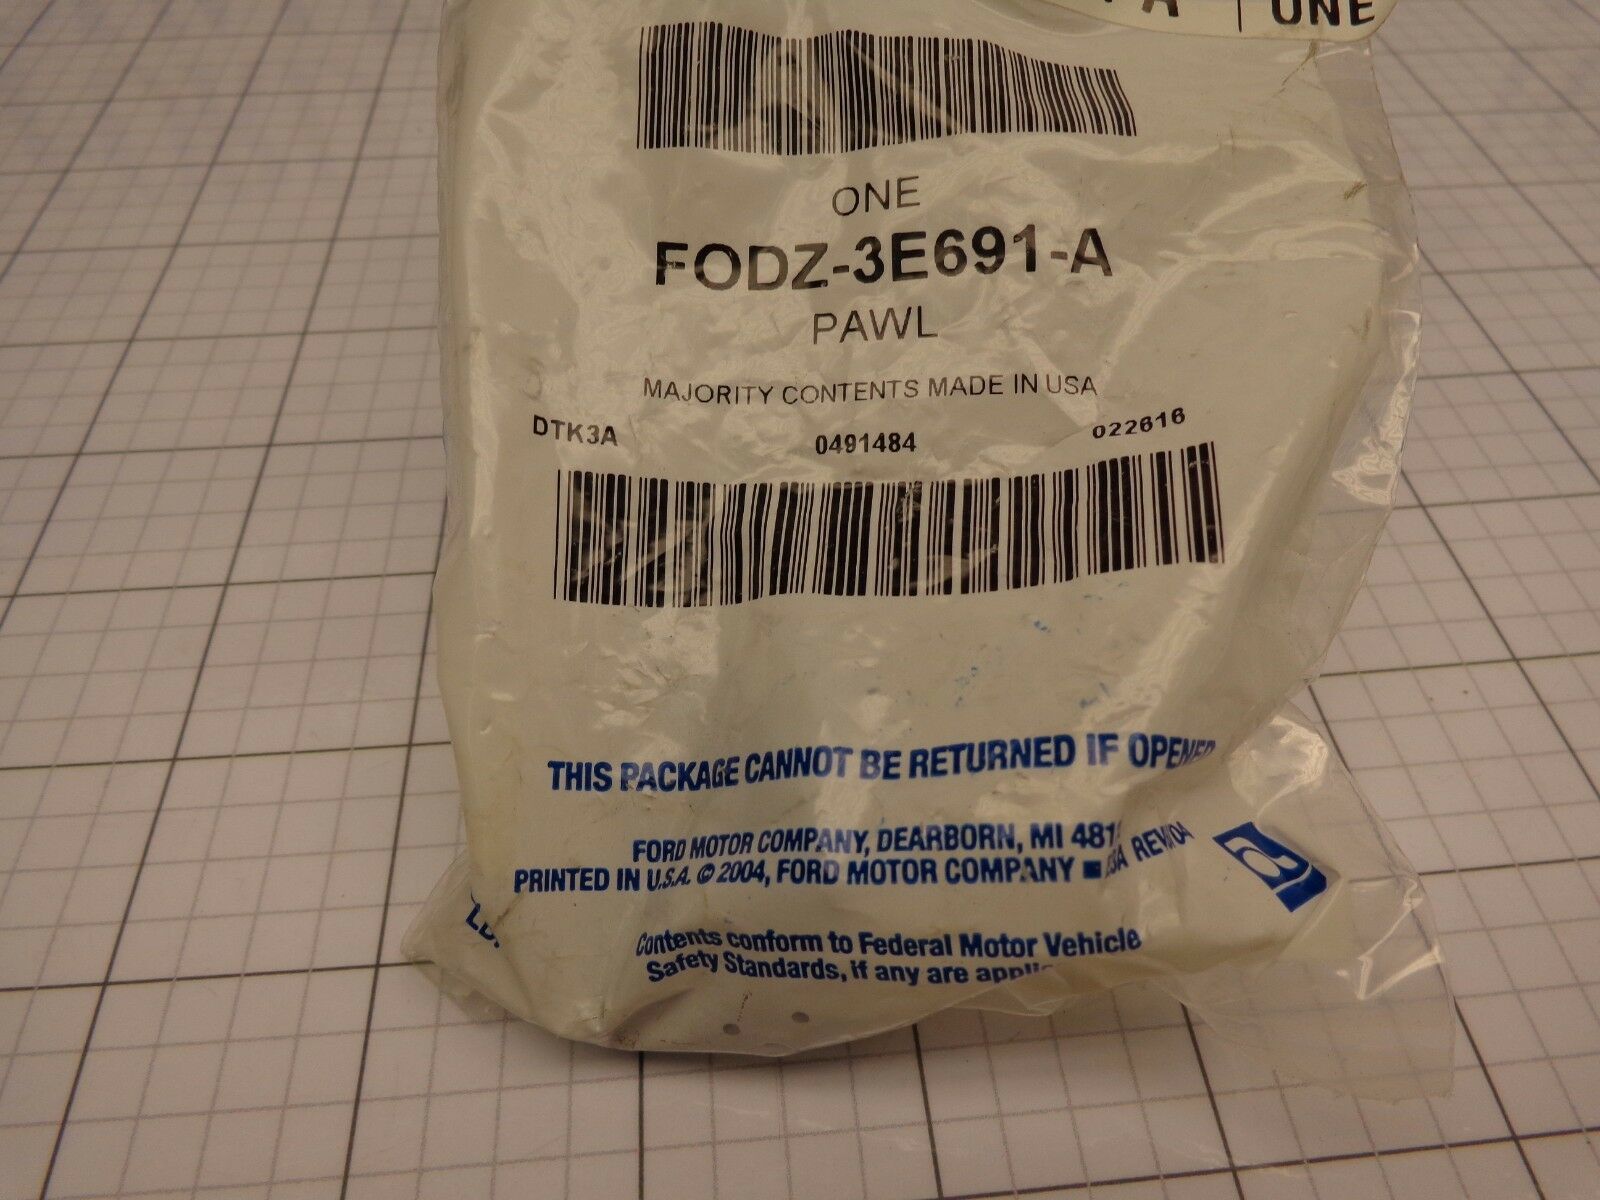 UNE
ONE
FODZ-3E691-A
PAWL
MAJORITY CONTENTS MADE IN USA
DTK3A 0491484 022616
THIS PACKAGE CANNOT BE RETURNED IF OPENED
FORD MOTOR COMPANY, DEARBORN, MI 481
PRINTED IN U.S.A. © 2004, FORD MOTOR COMPANY
Contents conform to Federal Motor Vehicle
Safety Standards, if any are